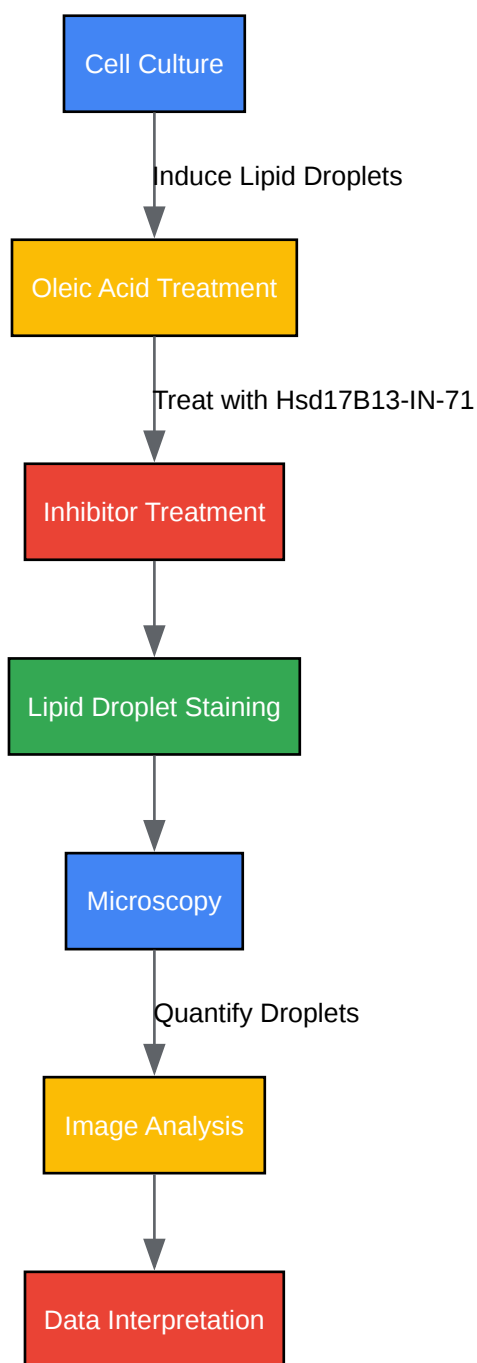 Cell Culture
Induce Lipid Droplets
Oleic Acid Treatment
Treat with Hsd17B13-IN-71
Inhibitor Treatment
Lipid Droplet Staining
Microscopy
Quantify Droplets
Image Analysis
Data Interpretation